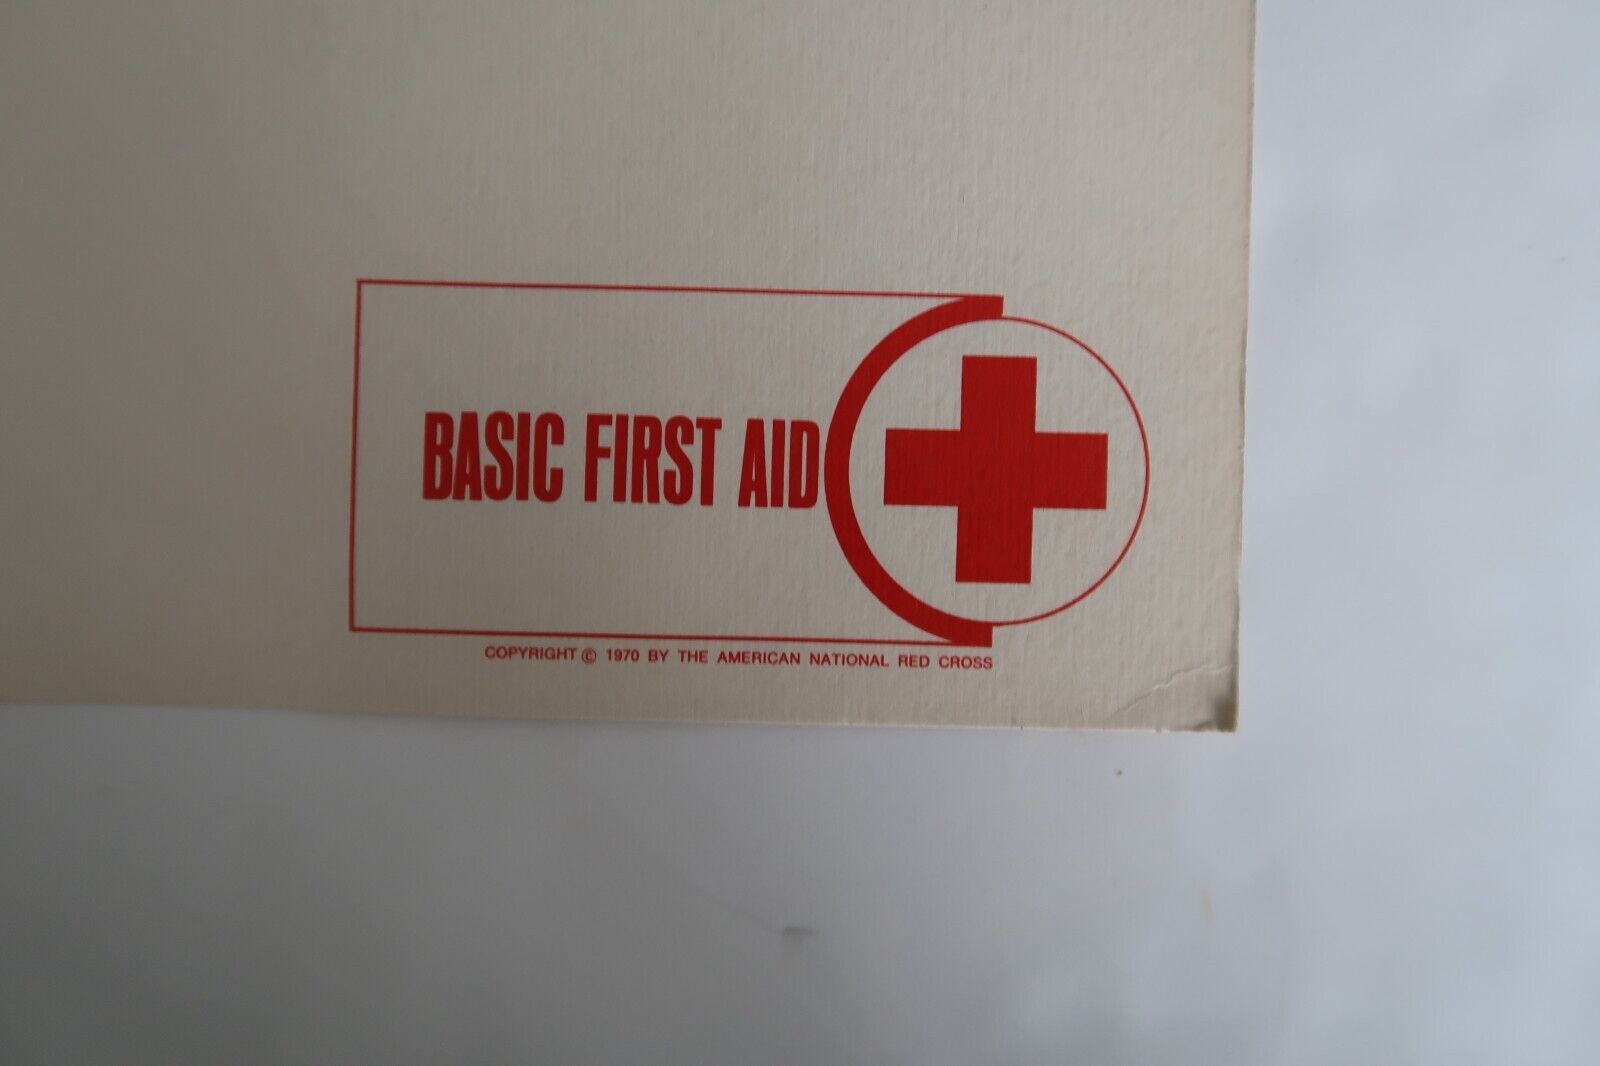 BASIC FIRST AID
COPYRIGHT © 1970 BY THE AMERICAN NATIONAL RED CROSS